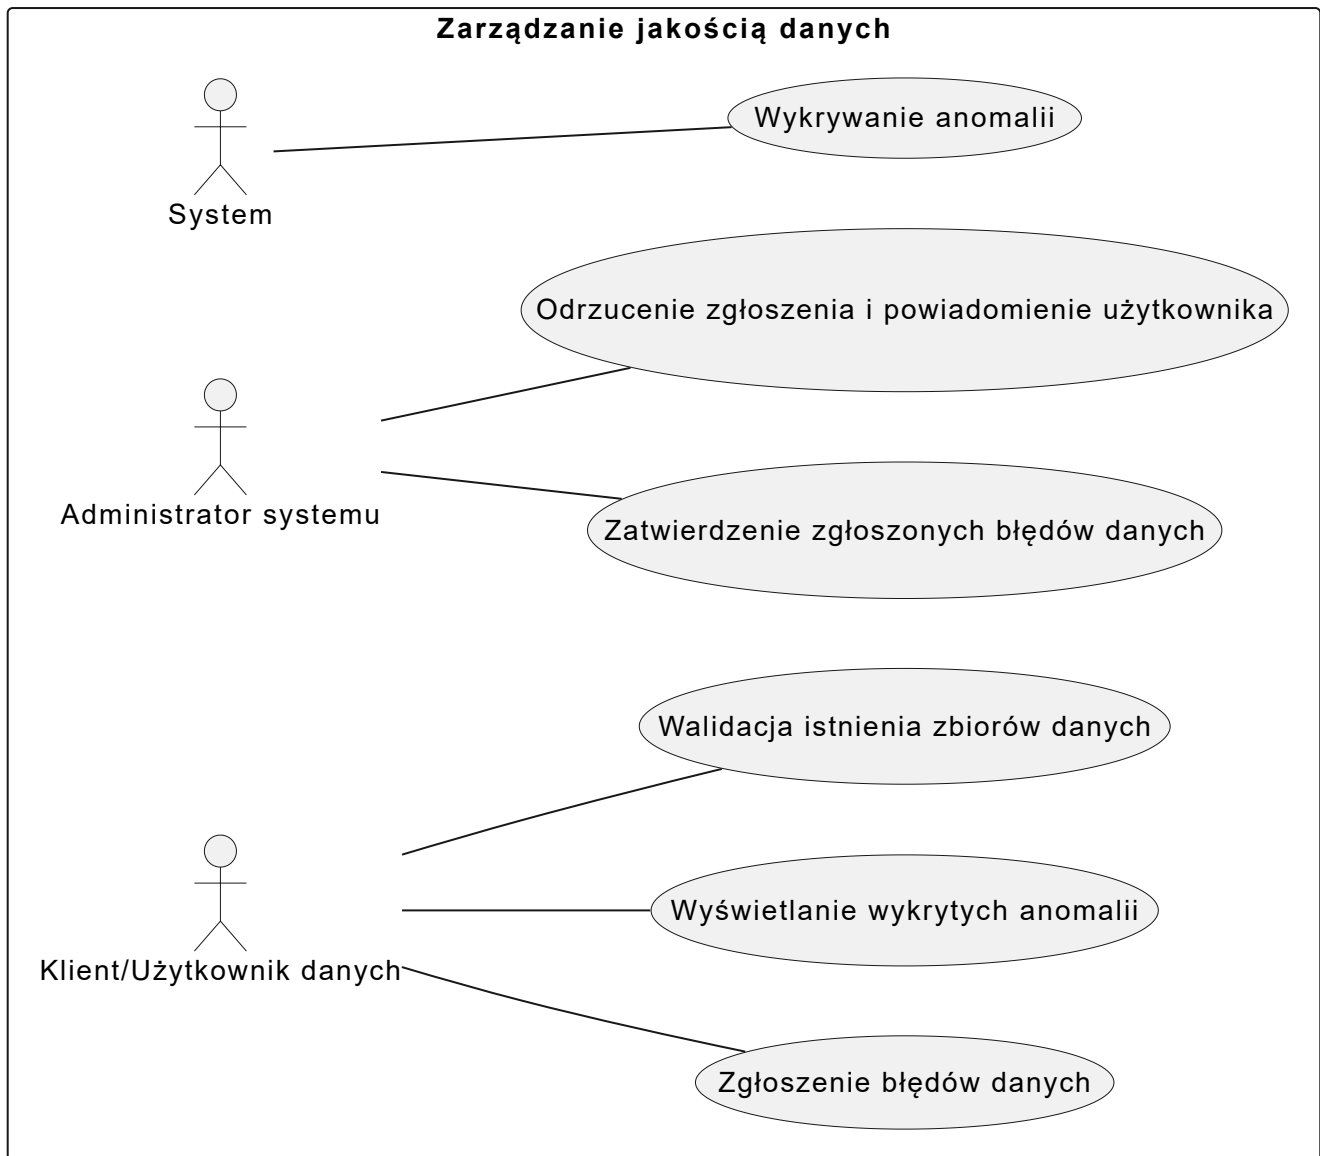 Zarządzanie jakością danych
Wykrywanie anomalii
System
Odrzucenie zgłoszenia i powiadomienie użytkownika
Administrator systemu
Zatwierdzenie zgłoszonych błędów danych
Walidacja istnienia zbiorów danych
Wyświetlanie wykrytych anomalii
Klient/Użytkownik danych
Zgłoszenie błędów danych